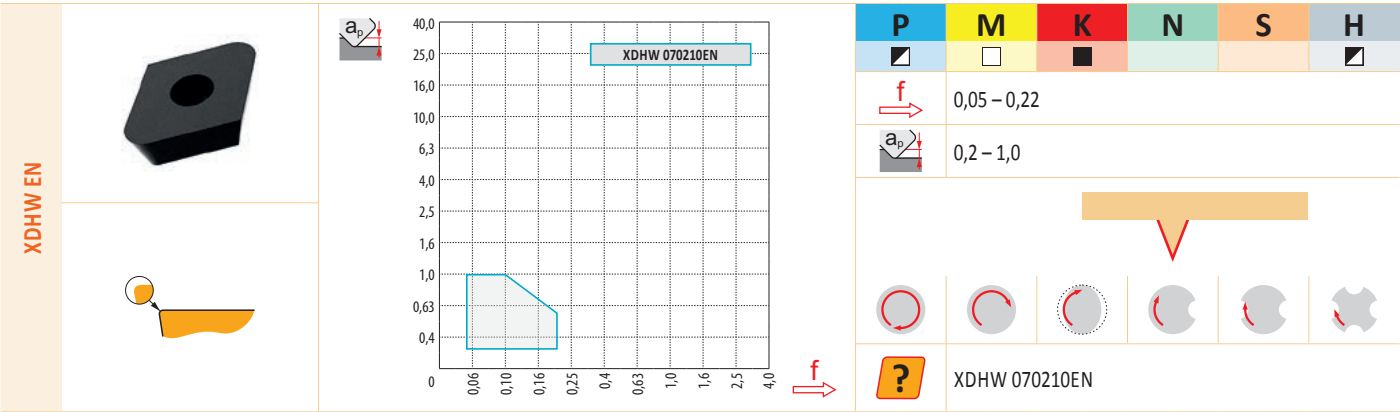 XDHW EN
ap
40,0
25,0
16,0
10,0
6,3
4,0
2,5
1,6
1,0
0,63
0,4
0
0,06 0,10 0,16 0,25 0,4 0,63 1,0 1,6 2,5 4,0
XDHW 070210EN
f
P M K N S H
f 0,05 – 0,22
ap 0,2 – 1,0
? XDHW 070210EN